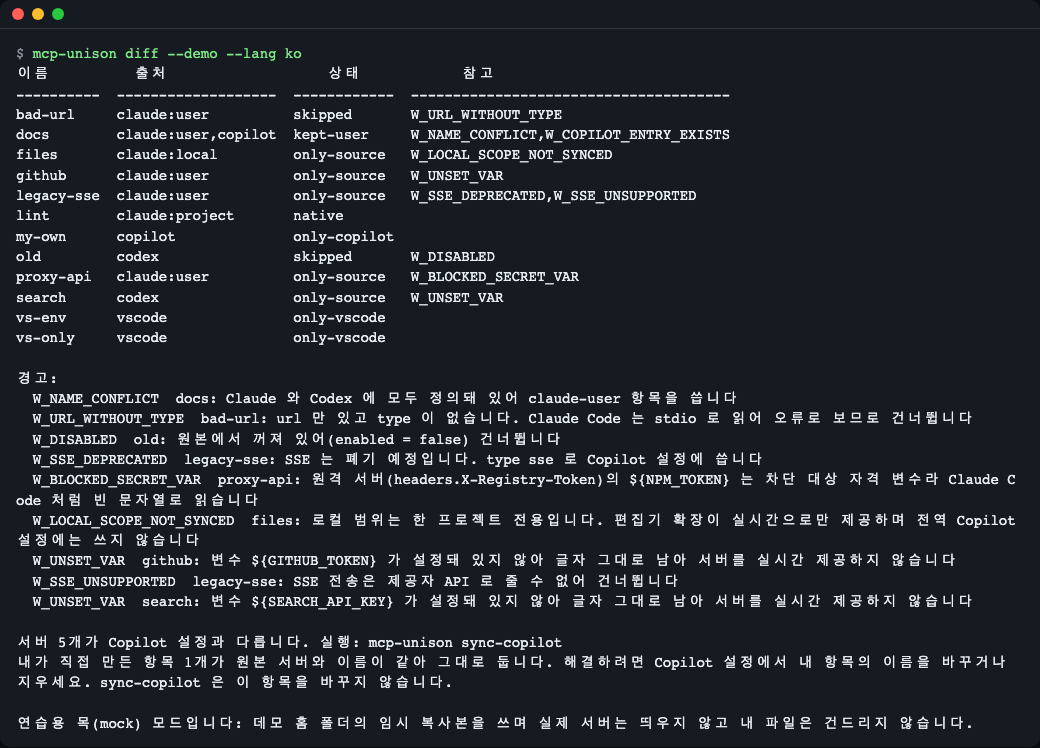 $ mcp-unison diff --demo --lang ko
이름 출처 상태 참고
---------- ------------------- ------------ --------------------------------------
bad-url claude:user skipped W_URL_WITHOUT_TYPE
docs claude:user,copilot kept-user W_NAME_CONFLICT,W_COPILOT_ENTRY_EXISTS
files claude:local only-source W_LOCAL_SCOPE_NOT_SYNCED
github claude:user only-source W_UNSET_VAR
legacy-sse claude:user only-source W_SSE_DEPRECATED,W_SSE_UNSUPPORTED
lint claude:project native
my-own copilot only-copilot
old codex skipped W_DISABLED
proxy-api claude:user only-source W_BLOCKED_SECRET_VAR
search codex only-source W_UNSET_VAR
vs-env vscode only-vscode
vs-only vscode only-vscode
경고:
W_NAME_CONFLICT docs: Claude 와 Codex 에 모두 정의돼 있어 claude-user 항목을 씁니다
W_URL_WITHOUT_TYPE bad-url: url 만 있고 type 이 없습니다. Claude Code 는 stdio 로 읽어 오류로 보므로 건너뜁니다
W_DISABLED old: 원본에서 꺼져 있어(enabled = false) 건너뜁니다
W_SSE_DEPRECATED legacy-sse: SSE 는 폐기 예정입니다. type sse 로 Copilot 설정에 씁니다
W_BLOCKED_SECRET_VAR proxy-api: 원격 서버(headers.X-Registry-Token)의 ${NPM_TOKEN} 는 차단 대상 자격 변수라 Claude C
ode 처럼 빈 문자열로 읽습니다
W_LOCAL_SCOPE_NOT_SYNCED files: 로컬 범위는 한 프로젝트 전용입니다. 편집기 확장이 실시간으로만 제공하며 전역 Copilot
설정에는 쓰지 않습니다
W_UNSET_VAR github: 변수 ${GITHUB_TOKEN} 가 설정돼 있지 않아 글자 그대로 남아 서버를 실시간 제공하지 않습니다
W_SSE_UNSUPPORTED legacy-sse: SSE 전송은 제공자 API 로 줄 수 없어 건너뜁니다
W_UNSET_VAR search: 변수 ${SEARCH_API_KEY} 가 설정돼 있지 않아 글자 그대로 남아 서버를 실시간 제공하지 않습니다
서버 5개가 Copilot 설정과 다릅니다. 실행: mcp-unison sync-copilot
내가 직접 만든 항목 1개가 원본 서버와 이름이 같아 그대로 둡니다. 해결하려면 Copilot 설정에서 내 항목의 이름을 바꾸거나
지우세요. sync-copilot 은 이 항목을 바꾸지 않습니다.
연습용 목(mock) 모드입니다: 데모 홈 폴더의 임시 복사본을 쓰며 실제 서버는 띄우지 않고 내 파일은 건드리지 않습니다.